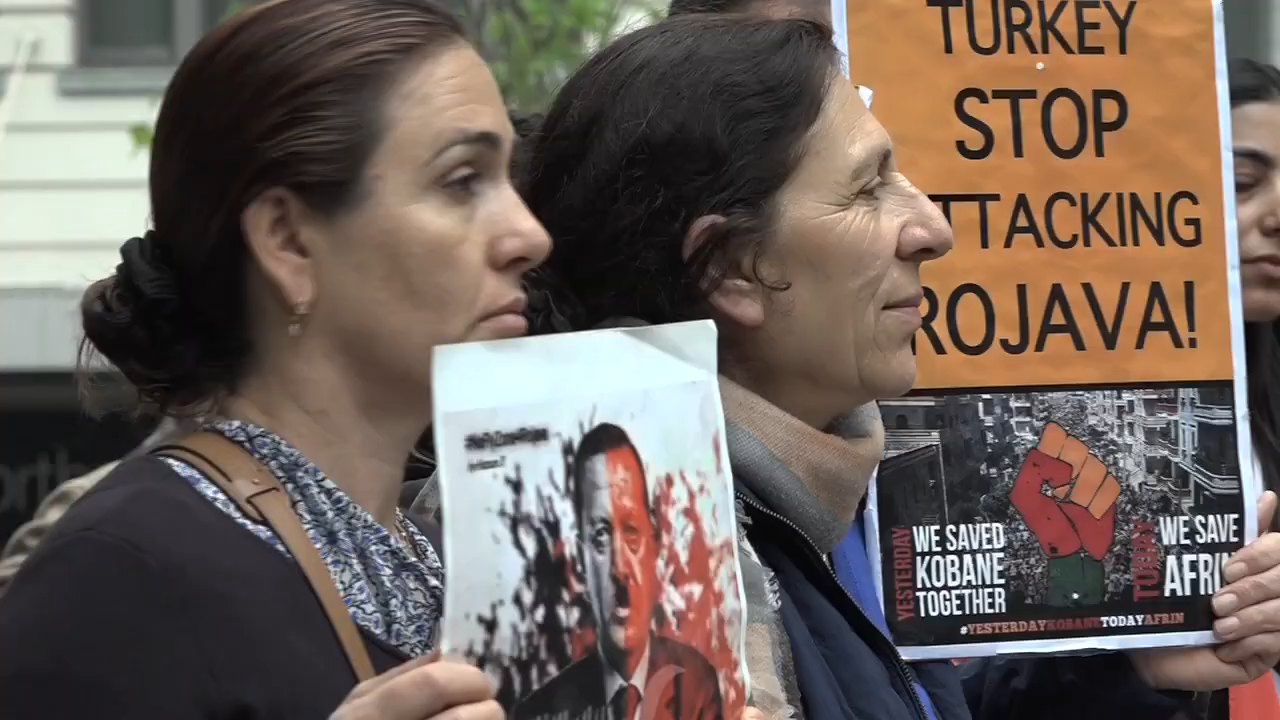 TURKEY
STOP
TTACKING
ROJAVA!
YESTERDAY
WE SAVED
KOBANE
TOGETHER
TODAY
WE SAVE
AFRI
#YESTERDAYKOBANETODAYAFRIN